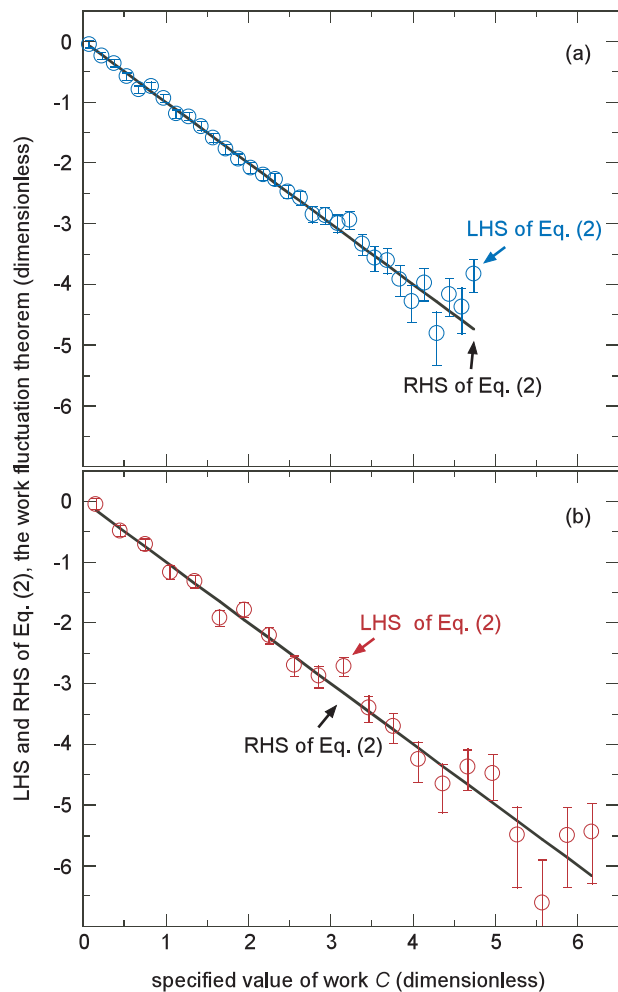 LHS and RHS of Eq. (2), the work fluctuation theorem (dimensionless)
0
(a)
-1
-2
-3
LHS of Eq. (2)
-4
-5
RHS of Eq. (2)
-6
0
(b)
-1
-2
LHS of Eq. (2)
-3
RHS of Eq. (2)
-4
-5
-6
0 1 2 3 4 5 6
specified value of work C (dimensionless)